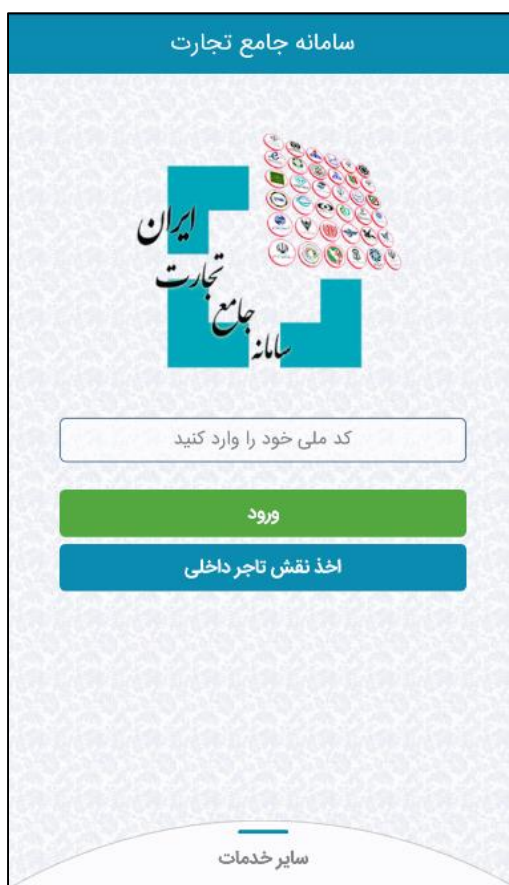 سامانه جامع تجارت
ایران
تجارت
جامع
سامانه
کد ملی خود را وارد کنید
ورود
اخذ نقش تاجر داخلی
سایر خدمات